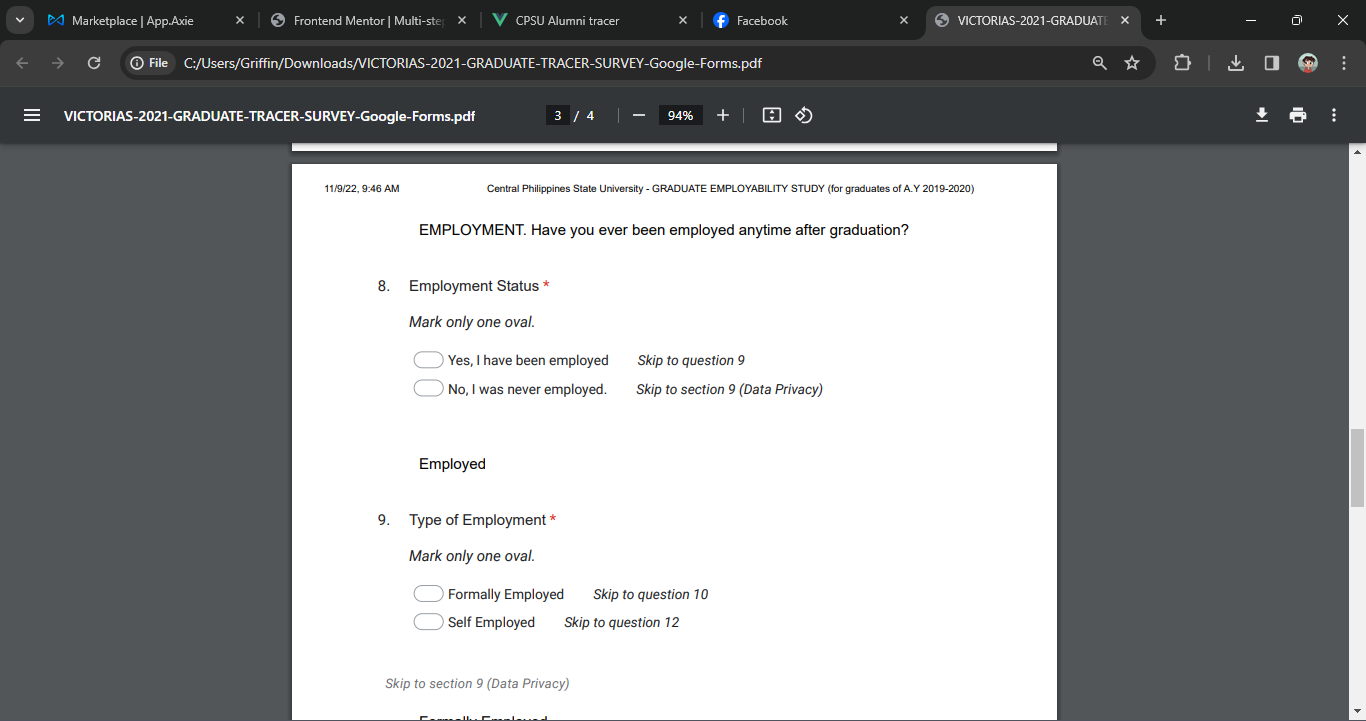 Marketplace | App.Axie
Frontend Mentor | Multi-ste
CPSU Alumni tracer
Facebook
VICTORIAS-2021-GRADUATE
File
C:/Users/Griffin/Downloads/VICTORIAS-2021-GRADUATE-TRACER-SURVEY-Google-Forms.pdf
VICTORIAS-2021-GRADUATE-TRACER-SURVEY-Google-Forms.pdf
3 / 4
94%
11/9/22, 9:46 AM
Central Philippines State University - GRADUATE EMPLOYABILITY STUDY (for graduates of A.Y 2019-2020)
EMPLOYMENT. Have you ever been employed anytime after graduation?
8. Employment Status *
Mark only one oval.
Yes, I have been employed Skip to question 9
No, I was never employed. Skip to section 9 (Data Privacy)
Employed
9. Type of Employment *
Mark only one oval.
Formally Employed Skip to question 10
Self Employed Skip to question 12
Skip to section 9 (Data Privacy)
Formally Employed